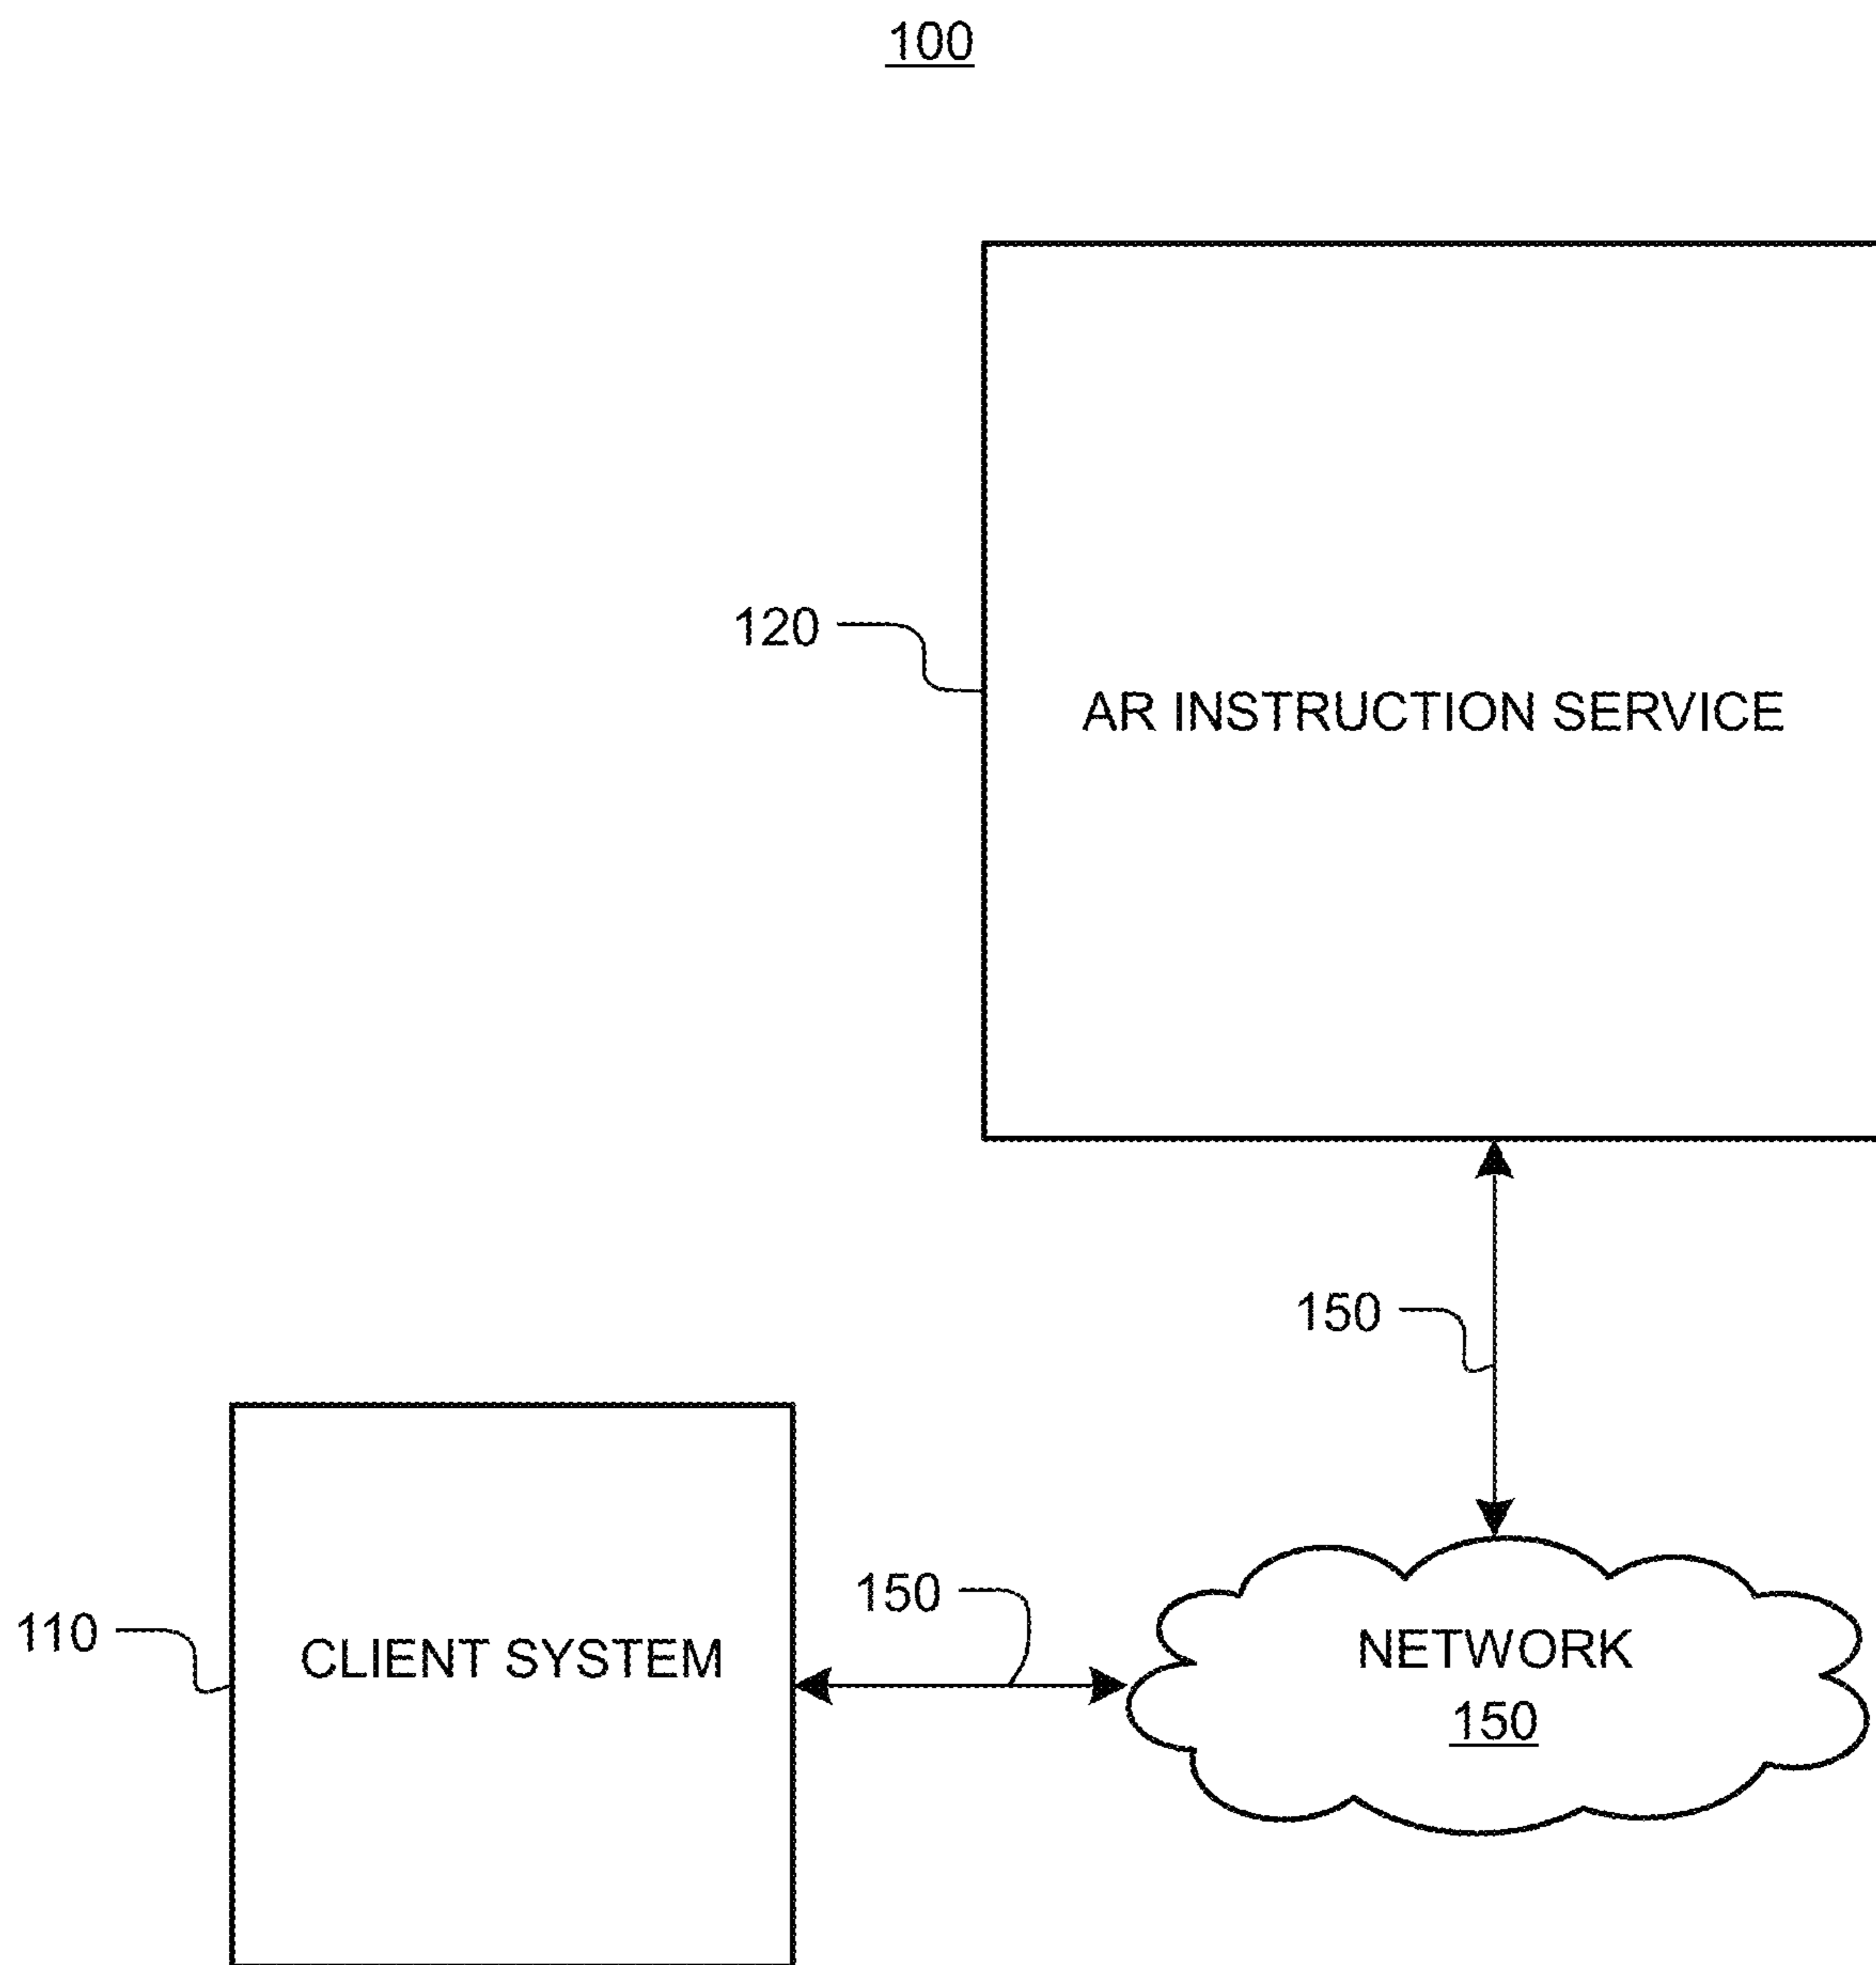 100
120
AR INSTRUCTION SERVICE
150
150
110
CLIENT SYSTEM
NETWORK
150